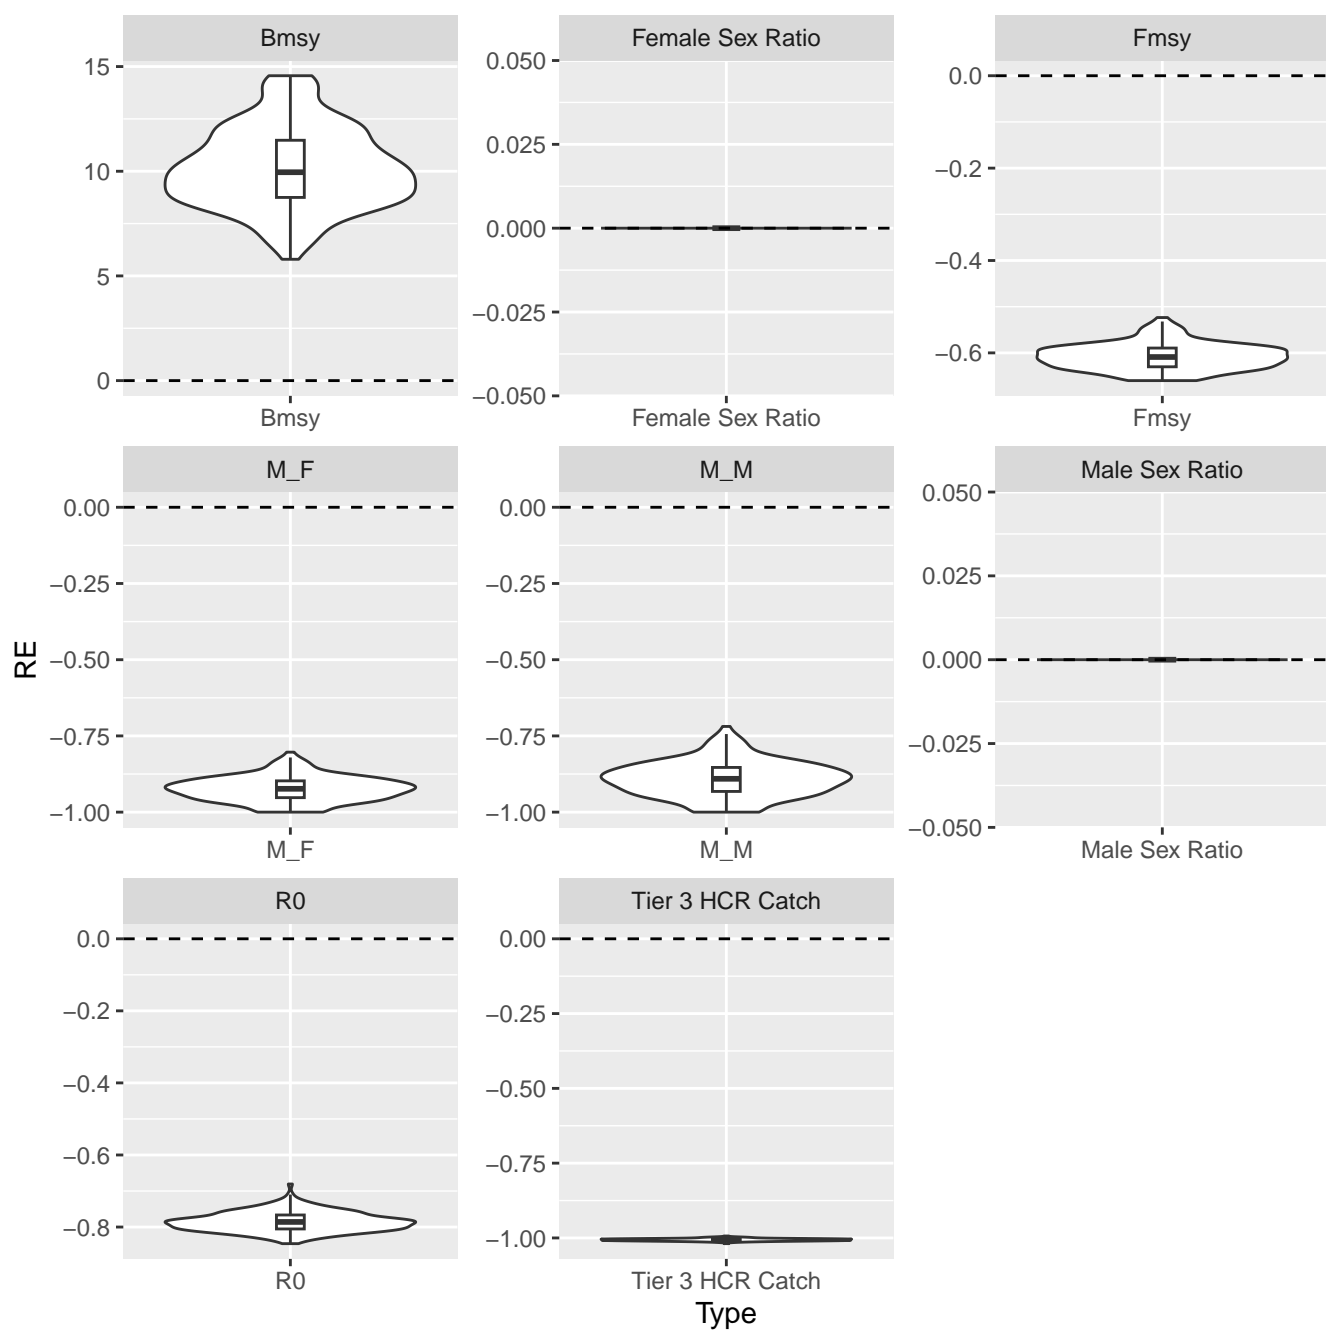 Bmsy
Female Sex Ratio
Fmsy
15
10
5
0
0.050
0.025
0.000
−0.025
−0.050
0.0
−0.2
−0.4
−0.6
Bmsy
Female Sex Ratio
Fmsy
M_F
M_M
Male Sex Ratio
RE
0.00
−0.25
−0.50
−0.75
−1.00
0.00
−0.25
−0.50
−0.75
−1.00
0.050
0.025
0.000
−0.025
−0.050
M_F
M_M
Male Sex Ratio
R0
Tier 3 HCR Catch
0.0
−0.2
−0.4
−0.6
−0.8
0.00
−0.25
−0.50
−0.75
−1.00
R0
Tier 3 HCR Catch
Type